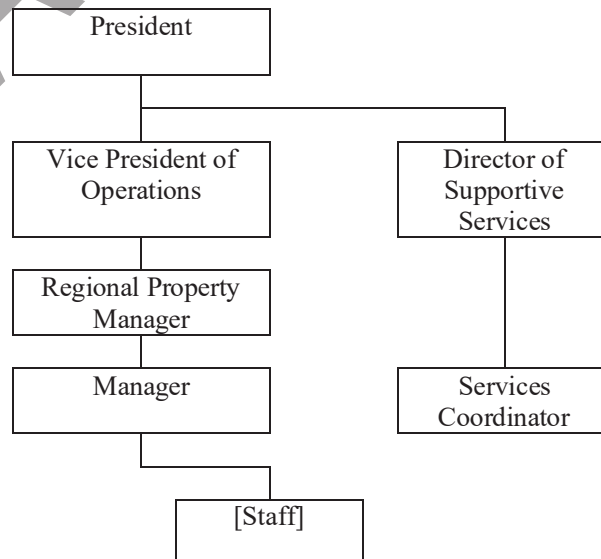 President
Vice President of
Operations
Director of
Supportive
Services
Regional Property
Manager
Manager
Services
Coordinator
[Staff]